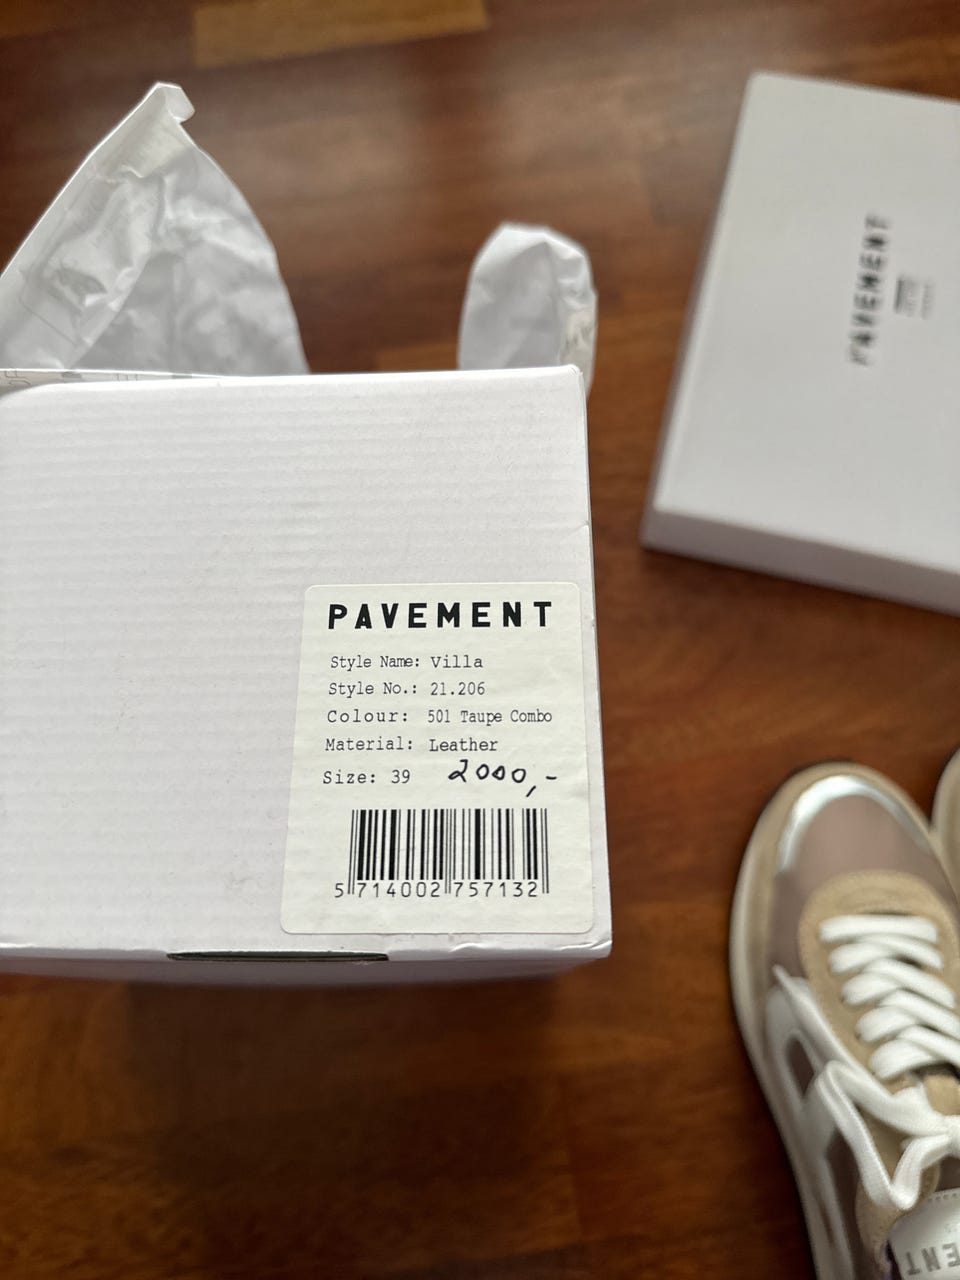 PAVEMENT
PAVEMENT
Style Name: Villa
Style No.: 21.206
Colour: 501 Taupe Combo
Material: Leather
Size: 39 2000,-
5 714002 757132